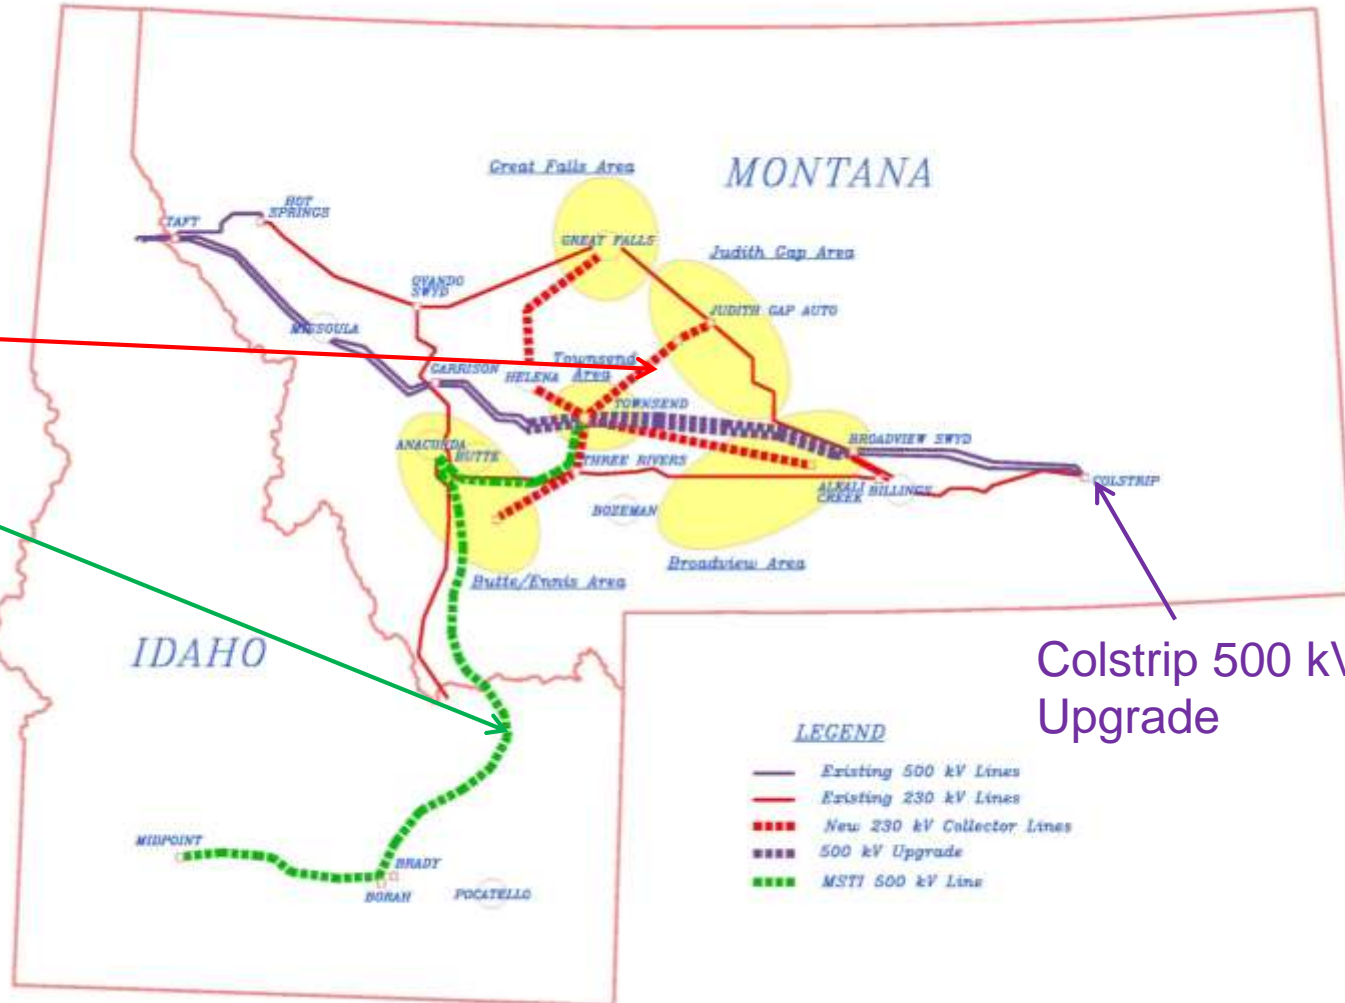 MONTANA
Great Falls Area
HOT
SPRINGS
TAFT
GREAT FALLS
Judith Gap Area
OVANDO
SWYD
JUDITH GAP AUTO
MISSOULA
Townsend
Area
GARRISON
HELENA
TOWNSEND
ANACONDA
BUTTE
BROADVIEW SWYD
THREE RIVERS
ALKALI
CREEK
BILLINGS
COLSTRIP
BOZEMAN
Broadview Area
Butte/Ennis Area
IDAHO
Colstrip 500 kV
Upgrade
LEGEND
Existing 500 kV Lines
Existing 230 kV Lines
New 230 kV Collector Lines
500 kV Upgrade
MSTI 500 kV Line
MIDPOINT
BRADY
BORAH
POCATELLO